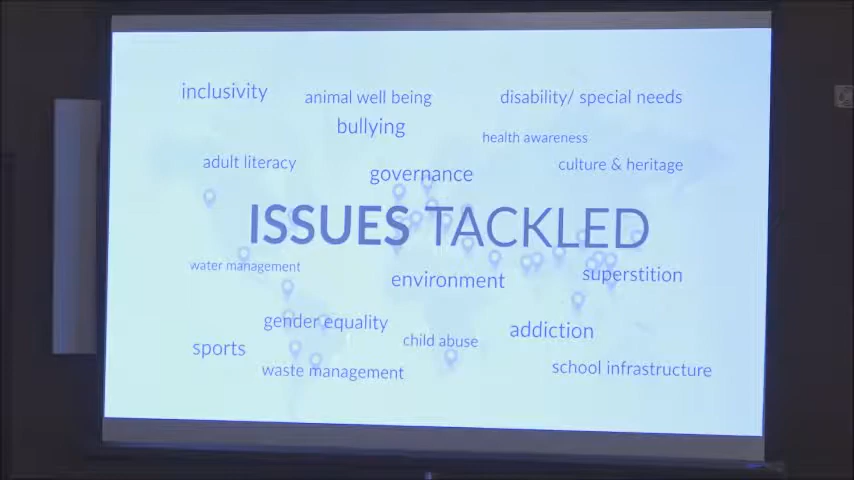 inclusivity
animal well being
disability/ special needs
bullying
health awareness
adult literacy
culture & heritage
governance
ISSUES TACKLED
water management
environment
superstition
gender equality
addiction
child abuse
sports
waste management
school infrastructure